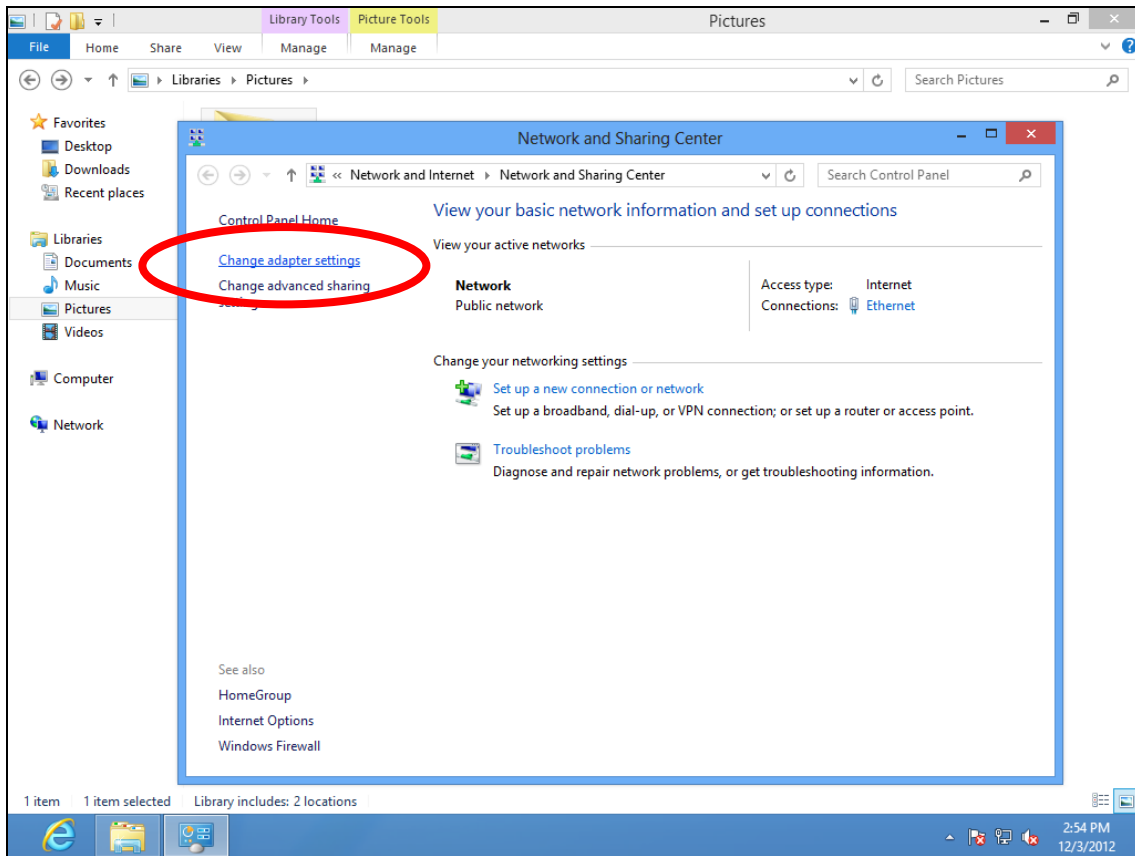 Library Tools Picture Tools Pictures
File Home Share View Manage Manage
Libraries Pictures Search Pictures
Favorites
Desktop
Downloads
Recent places
Libraries
Documents
Music
Pictures
Videos
Computer
Network
Network and Sharing Center
« Network and Internet Network and Sharing Center Search Control Panel
Control Panel Home
Change adapter settings
Change advanced sharing
settings
View your basic network information and set up connections
View your active networks
Network
Public network
Access type: Internet
Connections: Ethernet
Change your networking settings
Set up a new connection or network
Set up a broadband, dial-up, or VPN connection; or set up a router or access point.
Troubleshoot problems
Diagnose and repair network problems, or get troubleshooting information.
See also
HomeGroup
Internet Options
Windows Firewall
1 item 1 item selected Library includes: 2 locations
2:54 PM
12/3/2012